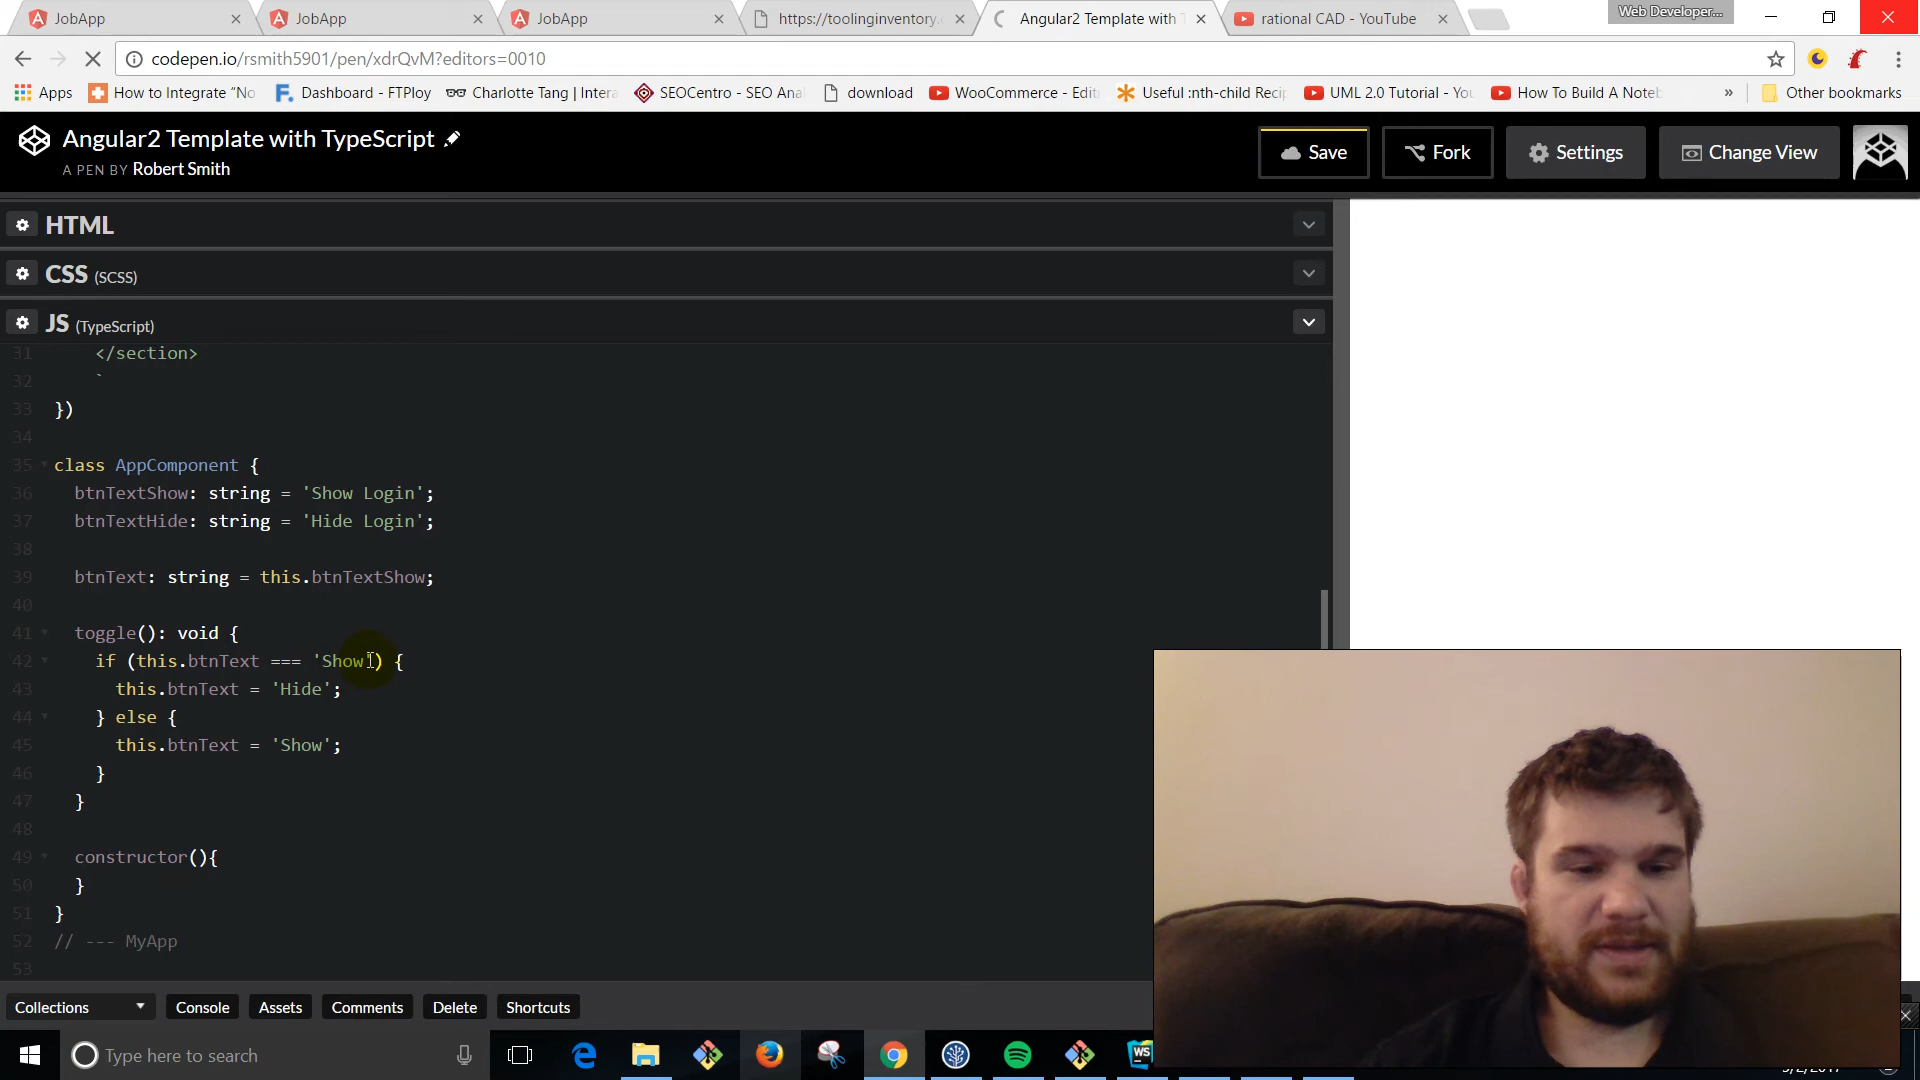 JobApp
JobApp
JobApp
https://toolinginventory.
Angular2 Template with
rational CAD - YouTube
Web Developer...
codepen.io/rsmith5901/pen/xdrQvM?editors=0010
Apps
How to Integrate “No
Dashboard - FTPloy
Charlotte Tang | Inter
SEOCentro - SEO Anal
download
WooCommerce - Edit
Useful :nth-child Recip
UML 2.0 Tutorial - You
How To Build A Noteb
»
Other bookmarks
Angular2 Template with TypeScript
A PEN BY Robert Smith
Save
Fork
Settings
Change View
HTML
CSS (SCSS)
JS (TypeScript)
31 </section>
32 `
33 })
34
35 class AppComponent {
36 btnTextShow: string = 'Show Login';
37 btnTextHide: string = 'Hide Login';
38
39 btnText: string = this.btnTextShow;
40
41 toggle(): void {
42 if (this.btnText === 'Show') {
43 this.btnText = 'Hide';
44 } else {
45 this.btnText = 'Show';
46 }
47 }
48
49 constructor(){
50 }
51 }
52 // --- MyApp
53
Collections
Console
Assets
Comments
Delete
Shortcuts
Type here to search
WS